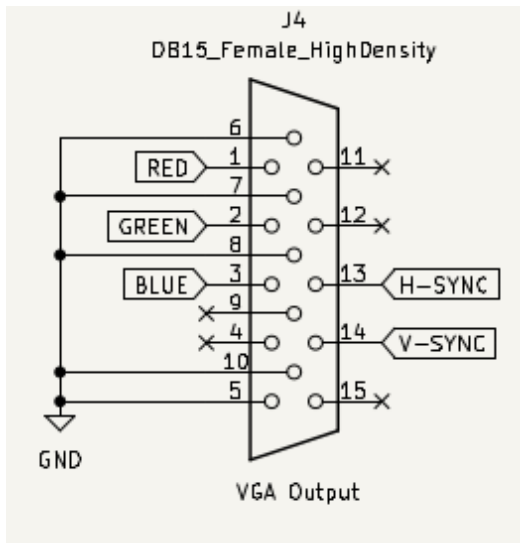 J4
DB15_Female_HighDensity
6
RED 1 11
7
GREEN 2 12
8
BLUE 3 13 H-SYNC
9
4 14 V-SYNC
10
5 15
GND
VGA Output